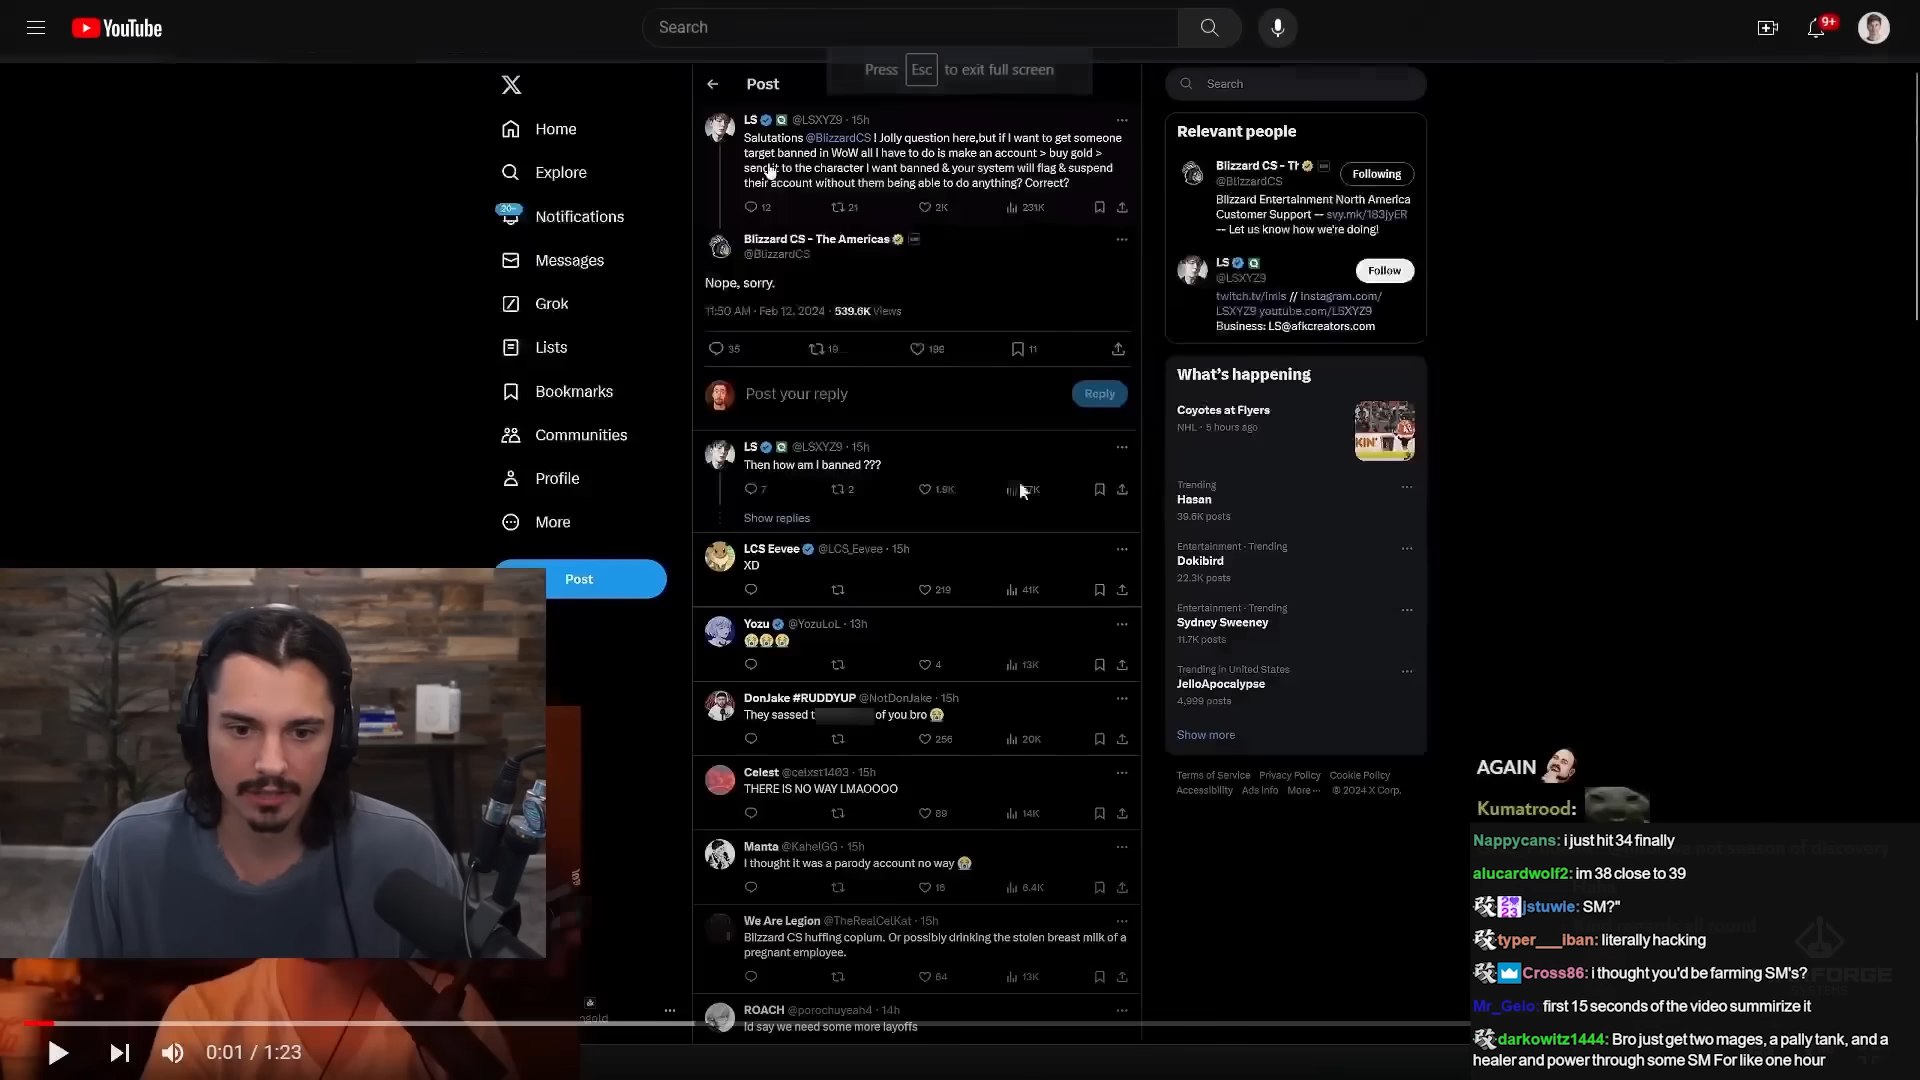 YouTube
Search
9+
Press Esc to exit full screen
Home
Explore
20+
Notifications
Messages
Grok
Lists
Bookmarks
Communities
Profile
More
Post
Post
LS @LSXYZ9 · 15h
Salutations @BlizzardCS ! Jolly question here,but if I want to get someone
target banned in WoW all I have to do is make an account > buy gold >
send it to the character I want banned & your system will flag & suspend
their account without them being able to do anything? Correct?
12 21 2K 231K
Blizzard CS - The Americas
@BlizzardCS
Nope, sorry.
11:50 AM · Feb 12, 2024 · 539.6K Views
35 19 199 11
Post your reply
Reply
LS @LSXYZ9 · 15h
Then how am I banned ???
7 2 1.9K
Show replies
LCS Eevee @LCS_Eevee · 15h
XD
219 41K
Yozu @YozuLoL · 13h
😭😭😭
4 13K
DonJake #RUDDYUP @NotDonJake · 15h
They sassed t of you bro 😭
256 20K
Celest @celxst1403 · 15h
THERE IS NO WAY LMAOOOO
89 14K
Manta @KahelGG · 15h
I thought it was a parody account no way 😭
16 6.4K
We Are Legion @TheRealCelKat · 15h
Blizzard CS huffing copium. Or possibly drinking the stolen breast milk of a
pregnant employee.
64 13K
ROACH @porochuyeah4 · 14h
Id say we need some more layoffs
Search
Relevant people
Blizzard CS - Th
@BlizzardCS
Following
Blizzard Entertainment North America
Customer Support -- svy.mk/183jyER
-- Let us know how we're doing!
LS
@LSXYZ9
Follow
twitch.tv/lmls // instagram.com/
LSXYZ9 youtube.com/LSXYZ9
Business: LS@afkcreators.com
What's happening
Coyotes at Flyers
NHL · 5 hours ago
Trending
Hasan
39.6K posts
Entertainment · Trending
Dokibird
22.3K posts
Entertainment · Trending
Sydney Sweeney
11.7K posts
Trending in United States
JelloApocalypse
4,999 posts
Show more
Terms of Service Privacy Policy Cookie Policy
Accessibility Ads info More ··· © 2024 X Corp.
AGAIN
Kumatrood:
Nappycans: i just hit 34 finally
alucardwolf2: im 38 close to 39
jstuwie: SM?"
typer___iban: literally hacking
Cross86: i thought you'd be farming SM's?
Mr_Gelo: first 15 seconds of the video summirize it
darkowitz1444: Bro just get two mages, a pally tank, and a
healer and power through some SM For like one hour
0:01 / 1:23